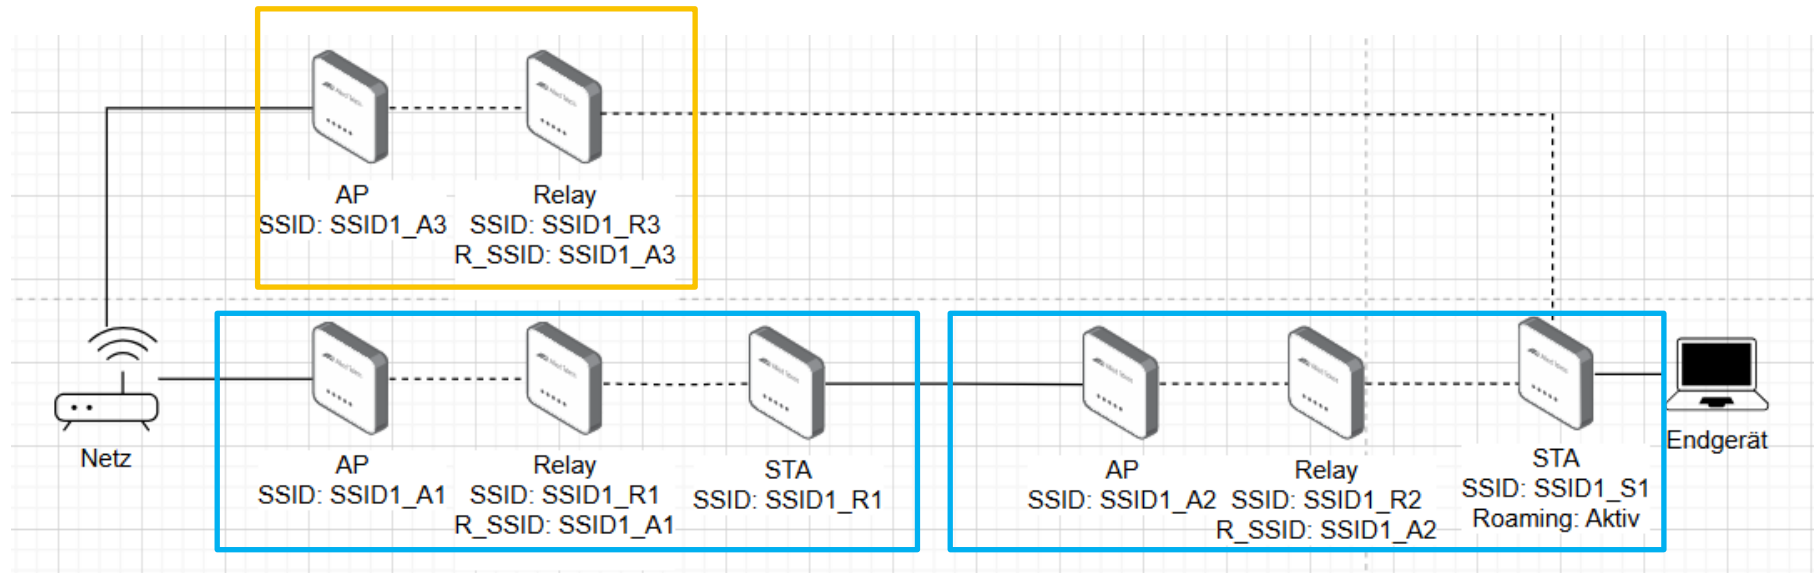 AP
SSID: SSID1_A3
Relay
SSID: SSID1_R3
R_SSID: SSID1_A3
Netz
AP
SSID: SSID1_A1
Relay
SSID: SSID1_R1
R_SSID: SSID1_A1
STA
SSID: SSID1_R1
AP
SSID: SSID1_A2
Relay
SSID: SSID1_R2
R_SSID: SSID1_A2
STA
SSID: SSID1_S1
Roaming: Aktiv
Endgerät